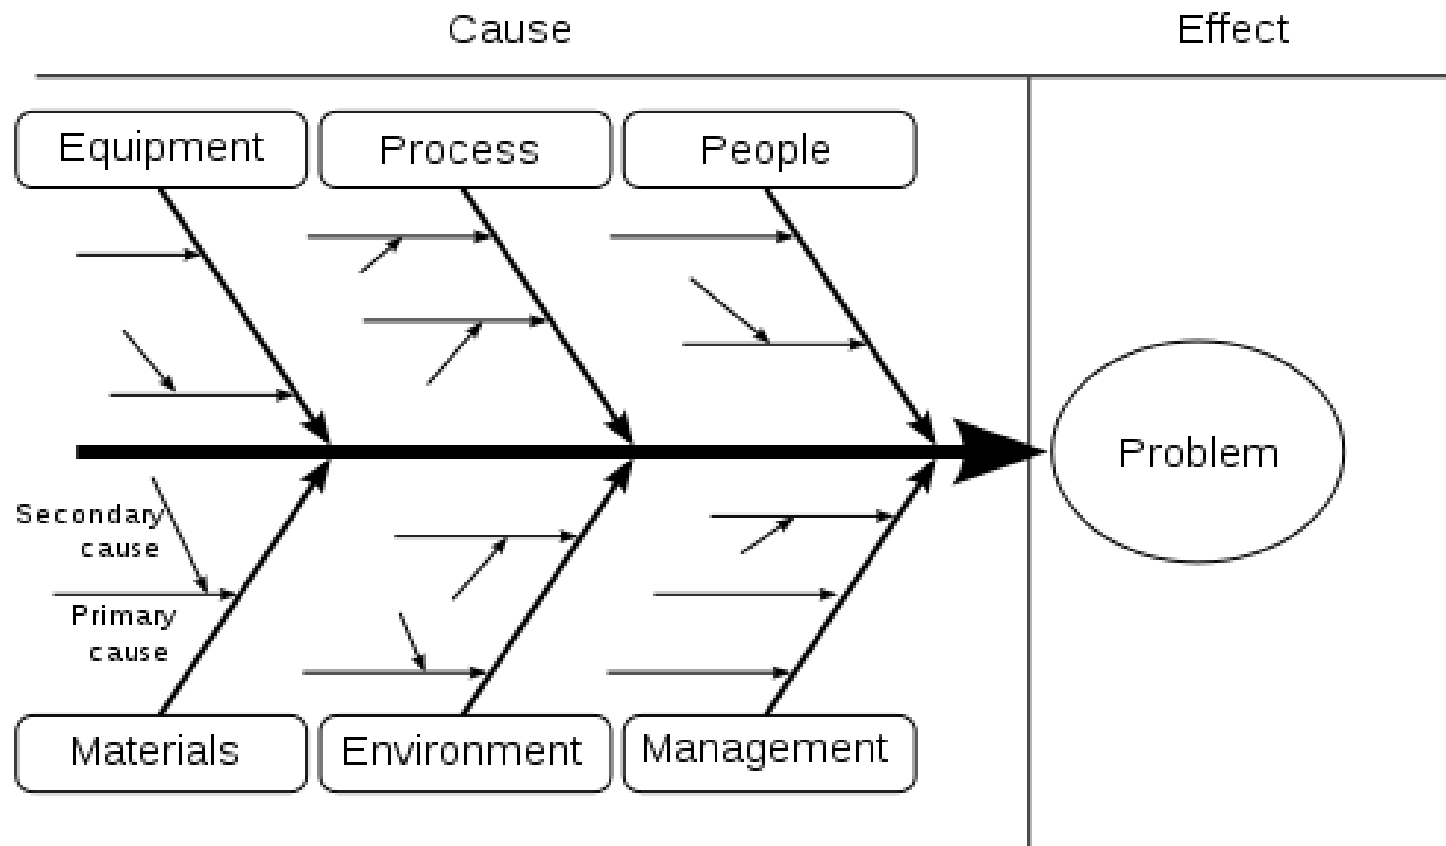 Cause
Effect
Equipment
Process
People
Problem
Secondary
cause
Primary
cause
Materials
Environment
Management